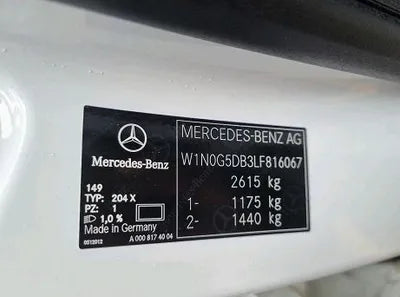 Mercedes-Benz
149
TYP: 204 X
PZ: 1
1,0 %
Made in Germany
0512012
A 000 817 40 04
MERCEDES-BENZ AG
W1N0G5DB3LF816067
2615 kg
1- 1175 kg
2- 1440 kg